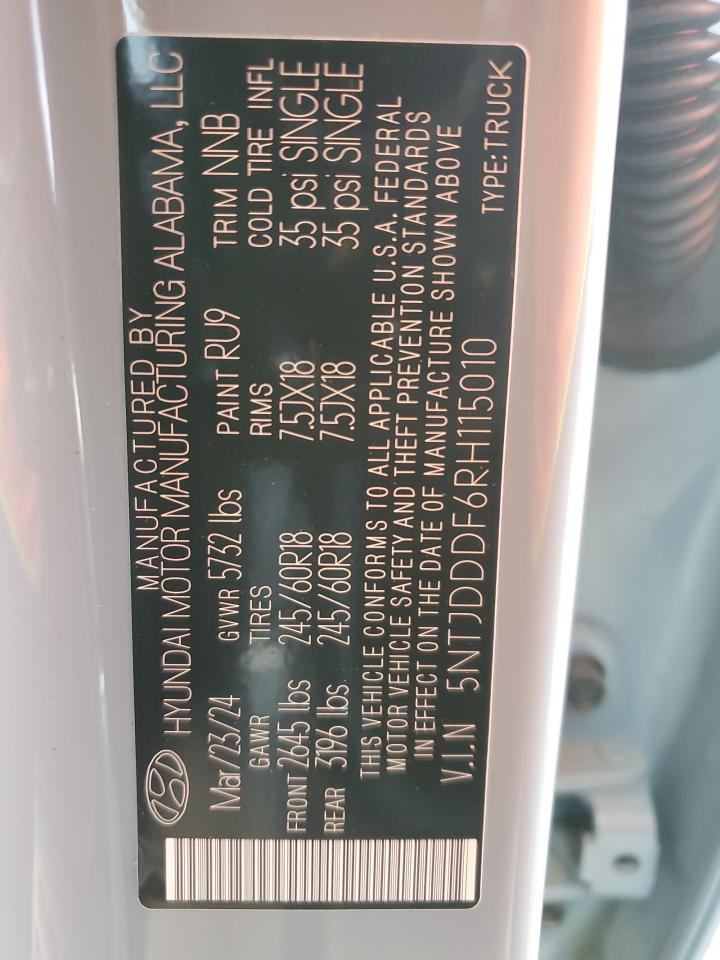 MANUFACTURED BY
HYUNDAI MOTOR MANUFACTURING ALABAMA, LLC
Mar/23/24 GVWR 5732 lbs PAINT RU9 TRIM NNB
GAWR TIRES RIMS COLD TIRE INFL
FRONT 2645 lbs 245/60R18 7.5JX18 35 psi SINGLE
REAR 3196 lbs 245/60R18 7.5JX18 35 psi SINGLE
THIS VEHICLE CONFORMS TO ALL APPLICABLE U.S.A. FEDERAL
MOTOR VEHICLE SAFETY AND THEFT PREVENTION STANDARDS
IN EFFECT ON THE DATE OF MANUFACTURE SHOWN ABOVE
V.I.N 5NTJDDDF6RH115010 TYPE:TRUCK